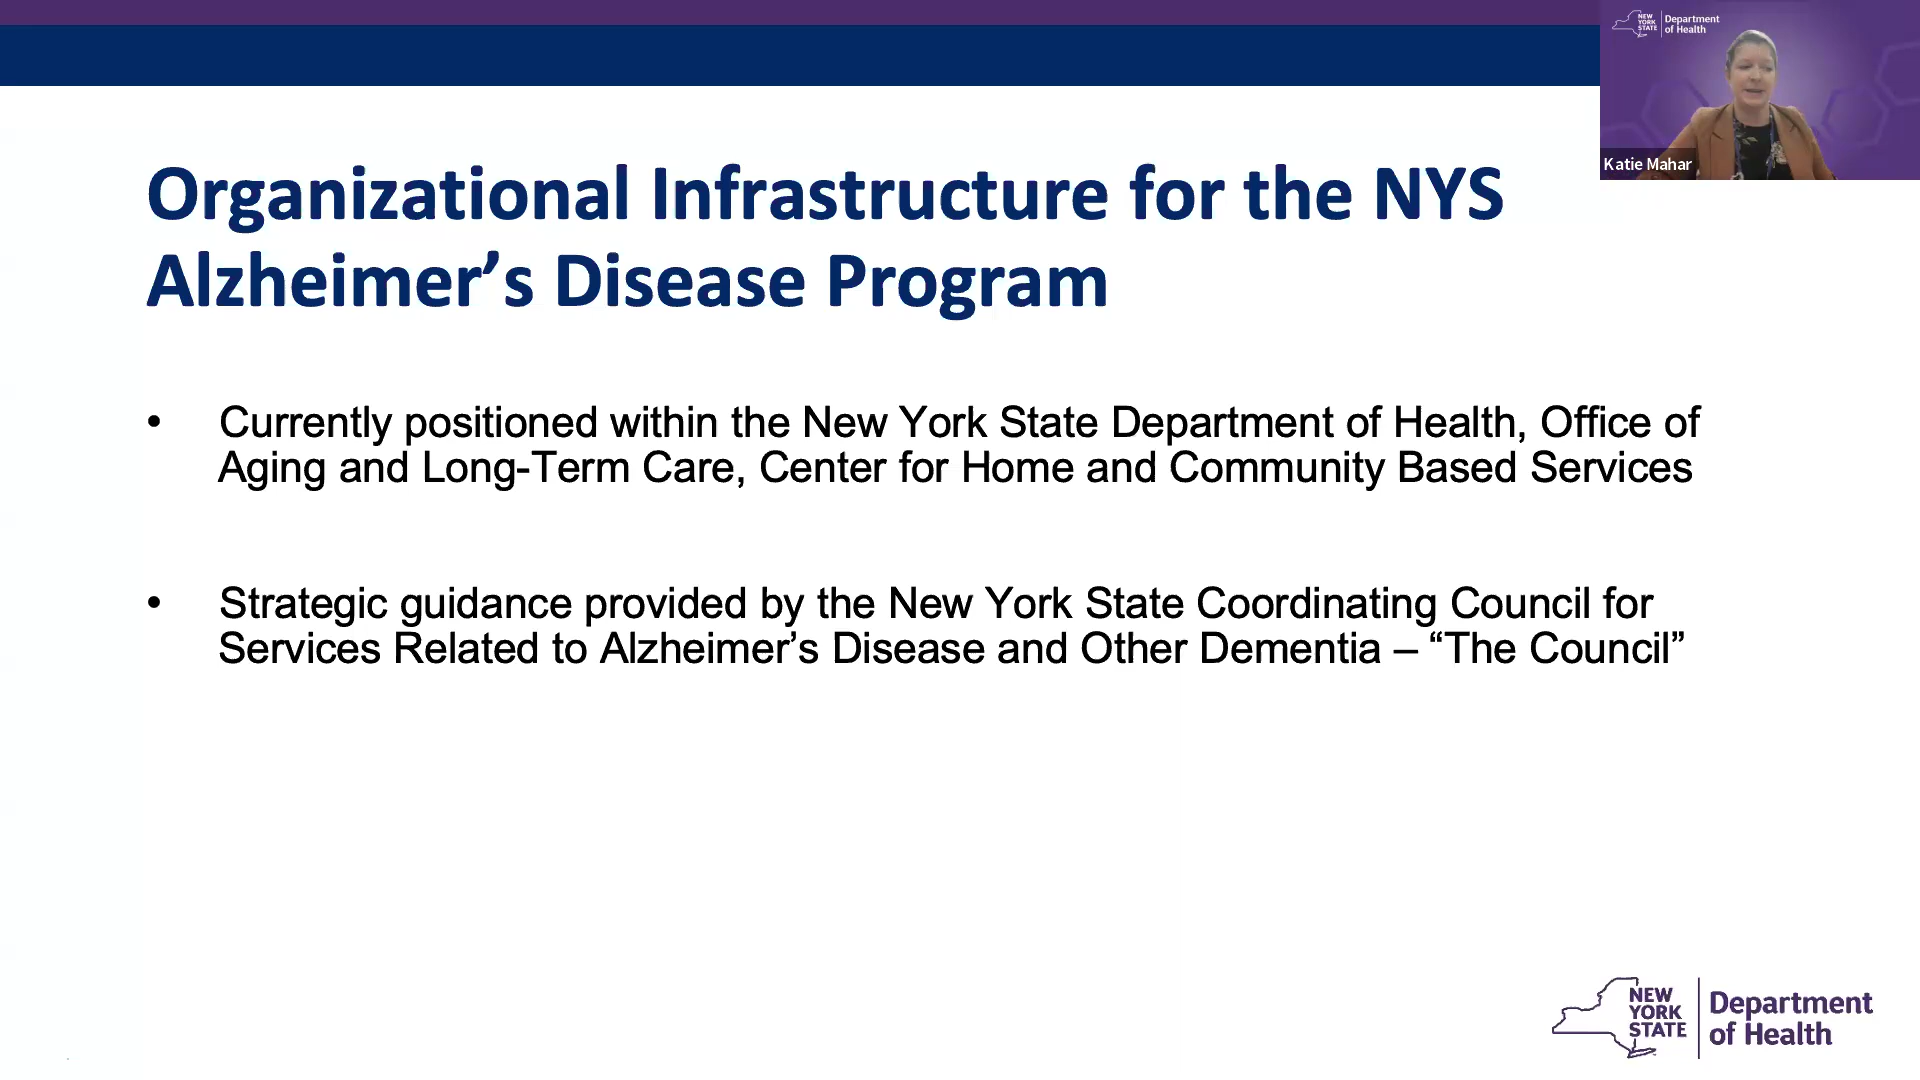 NEW
YORK
STATE
Department
of Health
Katie Mahar
Organizational Infrastructure for the NYS
Alzheimer’s Disease Program
• Currently positioned within the New York State Department of Health, Office of
Aging and Long-Term Care, Center for Home and Community Based Services
• Strategic guidance provided by the New York State Coordinating Council for
Services Related to Alzheimer’s Disease and Other Dementia – “The Council”
NEW
YORK
STATE
Department
of Health